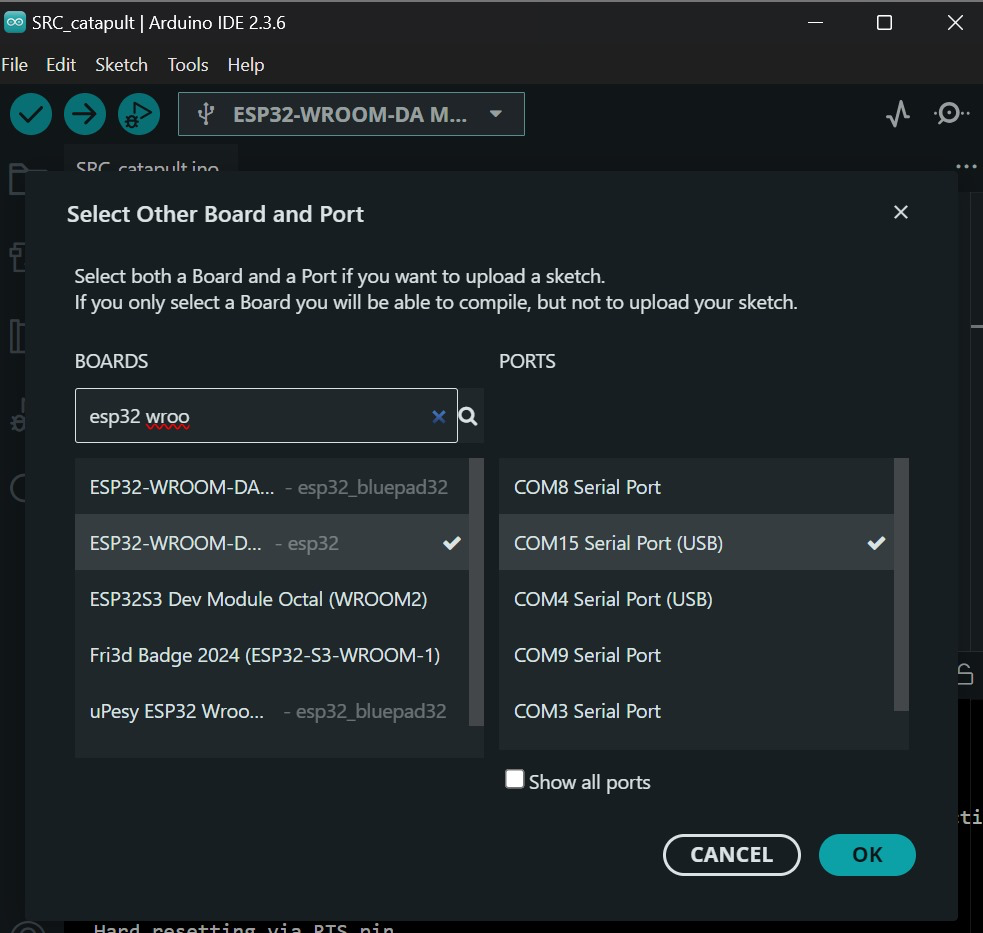 SRC_catapult | Arduino IDE 2.3.6
File Edit Sketch Tools Help
ESP32-WROOM-DA M...
SRC_catapult.ino
Select Other Board and Port
Select both a Board and a Port if you want to upload a sketch.
If you only select a Board you will be able to compile, but not to upload your sketch.
BOARDS
esp32 wroo
ESP32-WROOM-DA... - esp32_bluepad32
ESP32-WROOM-D... - esp32
ESP32S3 Dev Module Octal (WROOM2)
Fri3d Badge 2024 (ESP32-S3-WROOM-1)
uPesy ESP32 Wroo... - esp32_bluepad32
PORTS
COM8 Serial Port
COM15 Serial Port (USB)
COM4 Serial Port (USB)
COM9 Serial Port
COM3 Serial Port
Show all ports
CANCEL OK
cti
Hard resetting via RTS pin